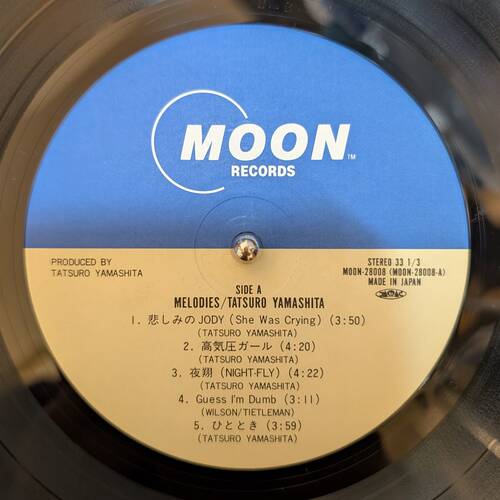 MOON™
RECORDS
PRODUCED BY
TATSURO YAMASHITA
STEREO 33 1/3
MOON-28008 (MOON-28008-A)
MADE IN JAPAN
SIDE A
MELODIES/TATSURO YAMASHITA
1. 悲しみのJODY (She Was Crying) (3:50)
(TATSURO YAMASHITA)
2. 高気圧ガール (4:20)
(TATSURO YAMASHITA)
3. 夜翔 (NIGHT-FLY) (4:22)
(TATSURO YAMASHITA)
4. Guess I'm Dumb (3:11)
(WILSON/TIETLEMAN)
5. ひととき (3:59)
(TATSURO YAMASHITA)